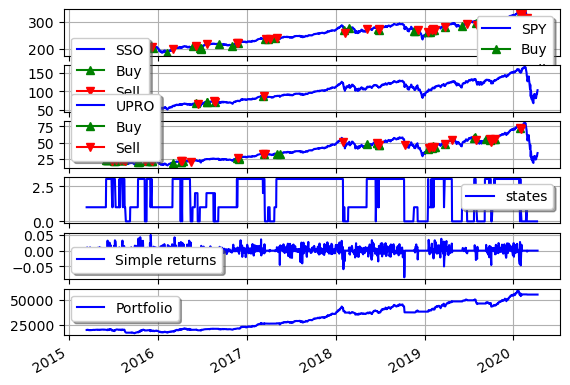 300
200
SPY
Buy
SSO
Buy
Sell
150
100
50
UPRO
Buy
Sell
75
50
25
2.5
0.0
states
0.05
0.00
−0.05
Simple returns
50000
25000
Portfolio
2015
2016
2017
2018
2019
2020